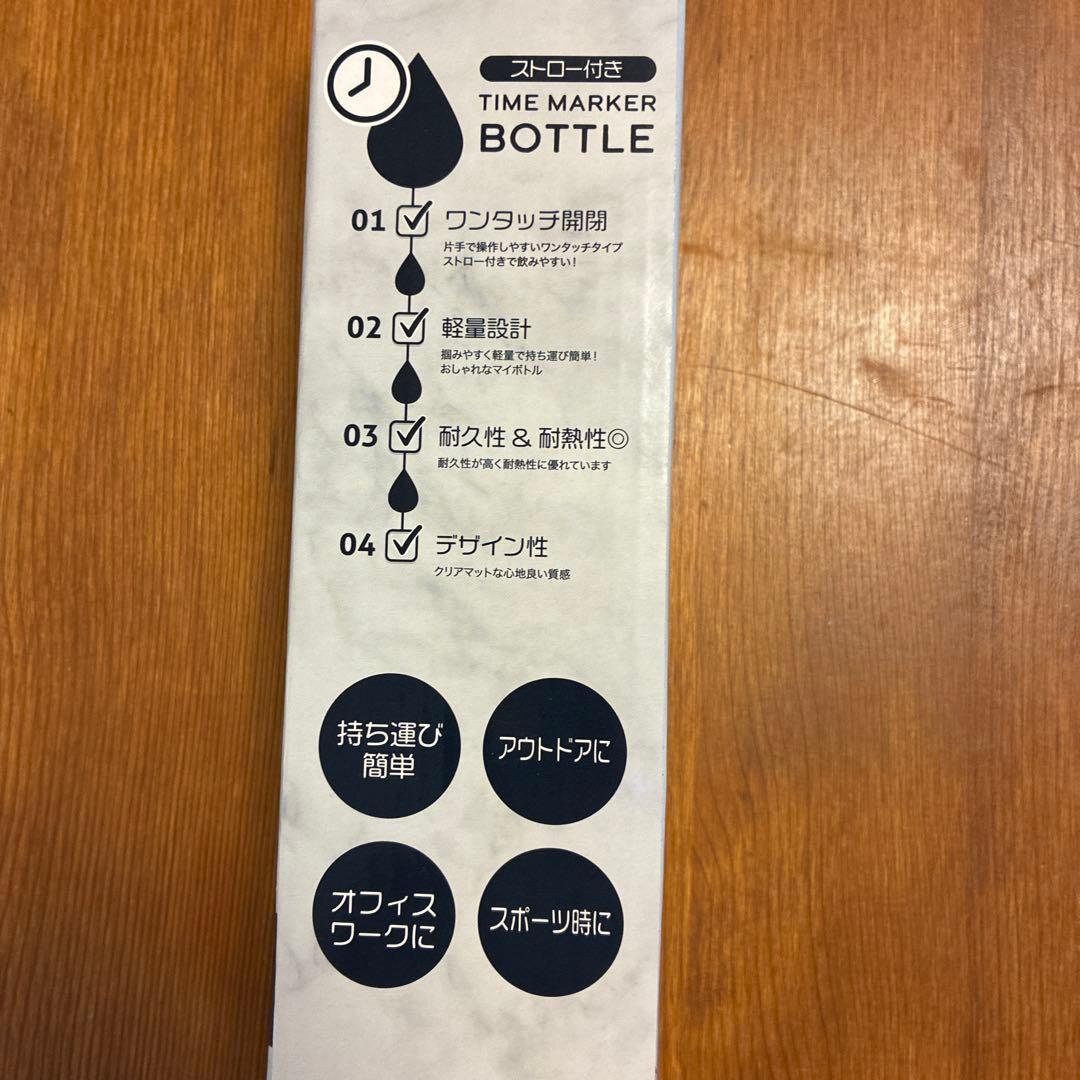 ストロー付き
TIME MARKER
BOTTLE
01 ワンタッチ開閉
片手で操作しやすいワンタッチタイプ
ストロー付きで飲みやすい！
02 軽量設計
掴みやすく軽量で持ち運び簡単！
おしゃれなマイボトル
03 耐久性 & 耐熱性◎
耐久性が高く耐熱性に優れています
04 デザイン性
クリアマットな心地良い質感
持ち運び
簡単
アウトドアに
オフィス
ワークに
スポーツ時に